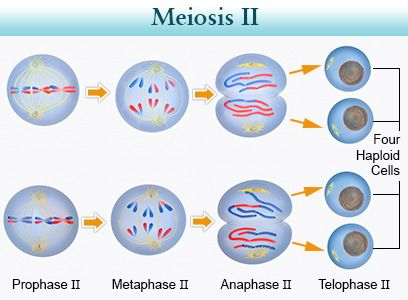 Meiosis II
Four
Haploid
Cells
Prophase II
Metaphase II
Anaphase II
Telophase II